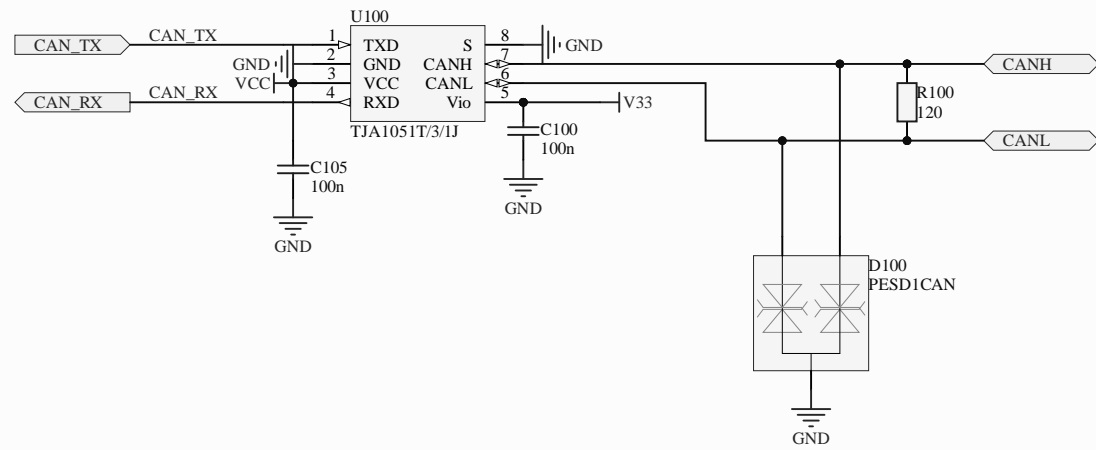 U100
CAN_TX CAN_TX 1 TXD S 8 GND
GND 2 GND CANH 7 CANH
VCC 3 VCC CANL 6
CAN_RX CAN_RX 4 RXD Vio 5 V33
R100
120
TJA1051T/3/1J
C100
100n
CANL
C105
100n
GND
GND
D100
PESD1CAN
GND